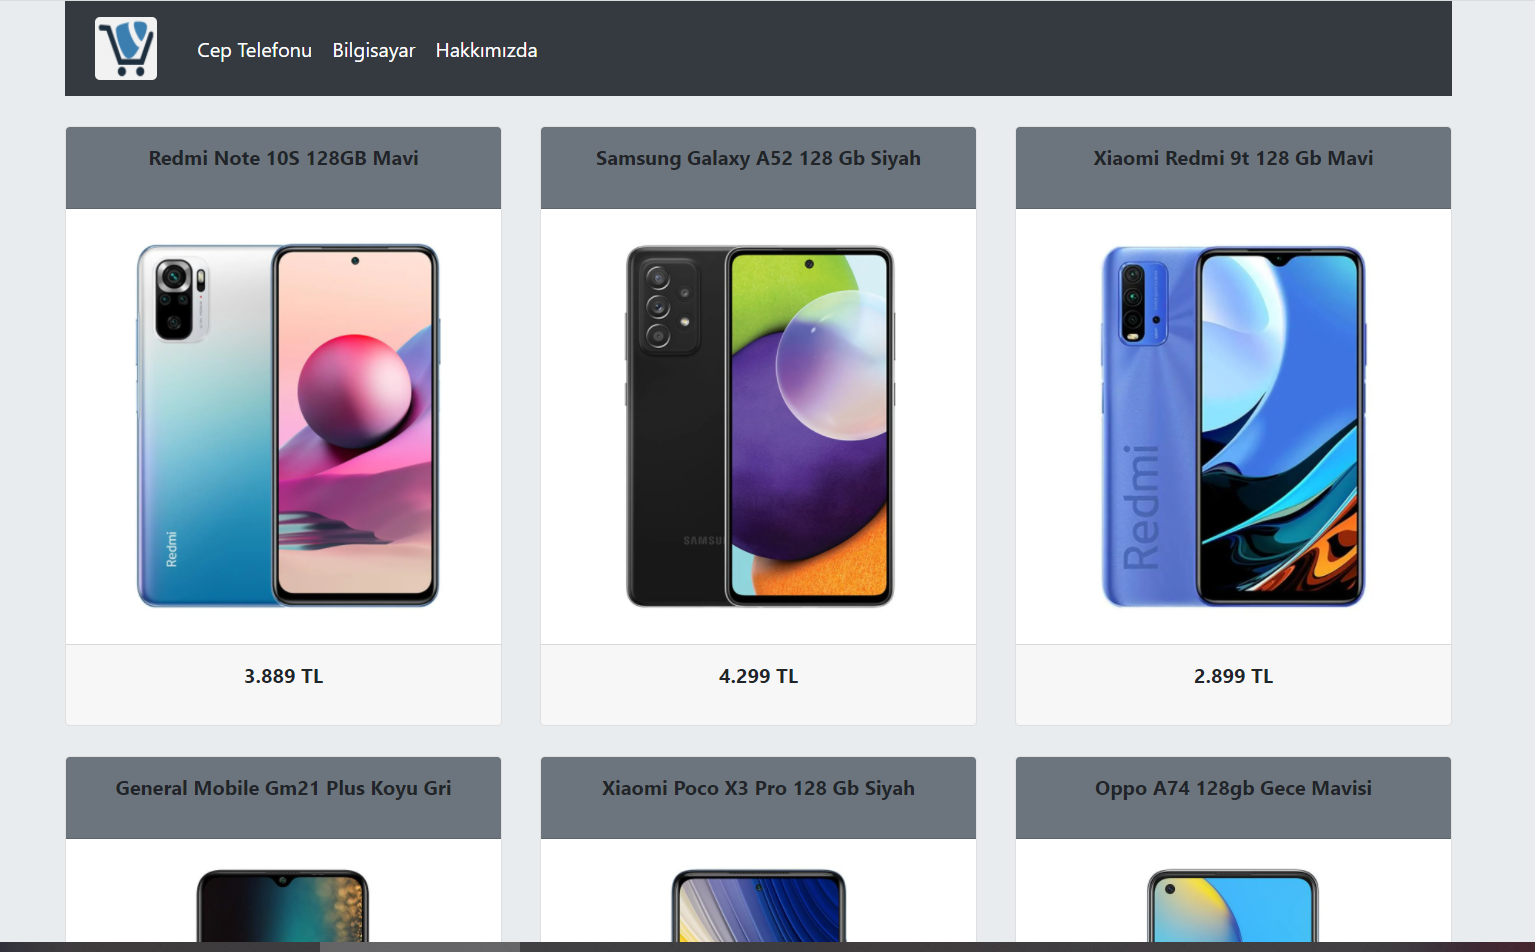 Cep Telefonu Bilgisayar Hakkımızda
Redmi Note 10S 128GB Mavi
Samsung Galaxy A52 128 Gb Siyah
Xiaomi Redmi 9t 128 Gb Mavi
Redmi
SAMSU
Redmi
3.889 TL
4.299 TL
2.899 TL
General Mobile Gm21 Plus Koyu Gri
Xiaomi Poco X3 Pro 128 Gb Siyah
Oppo A74 128gb Gece Mavisi